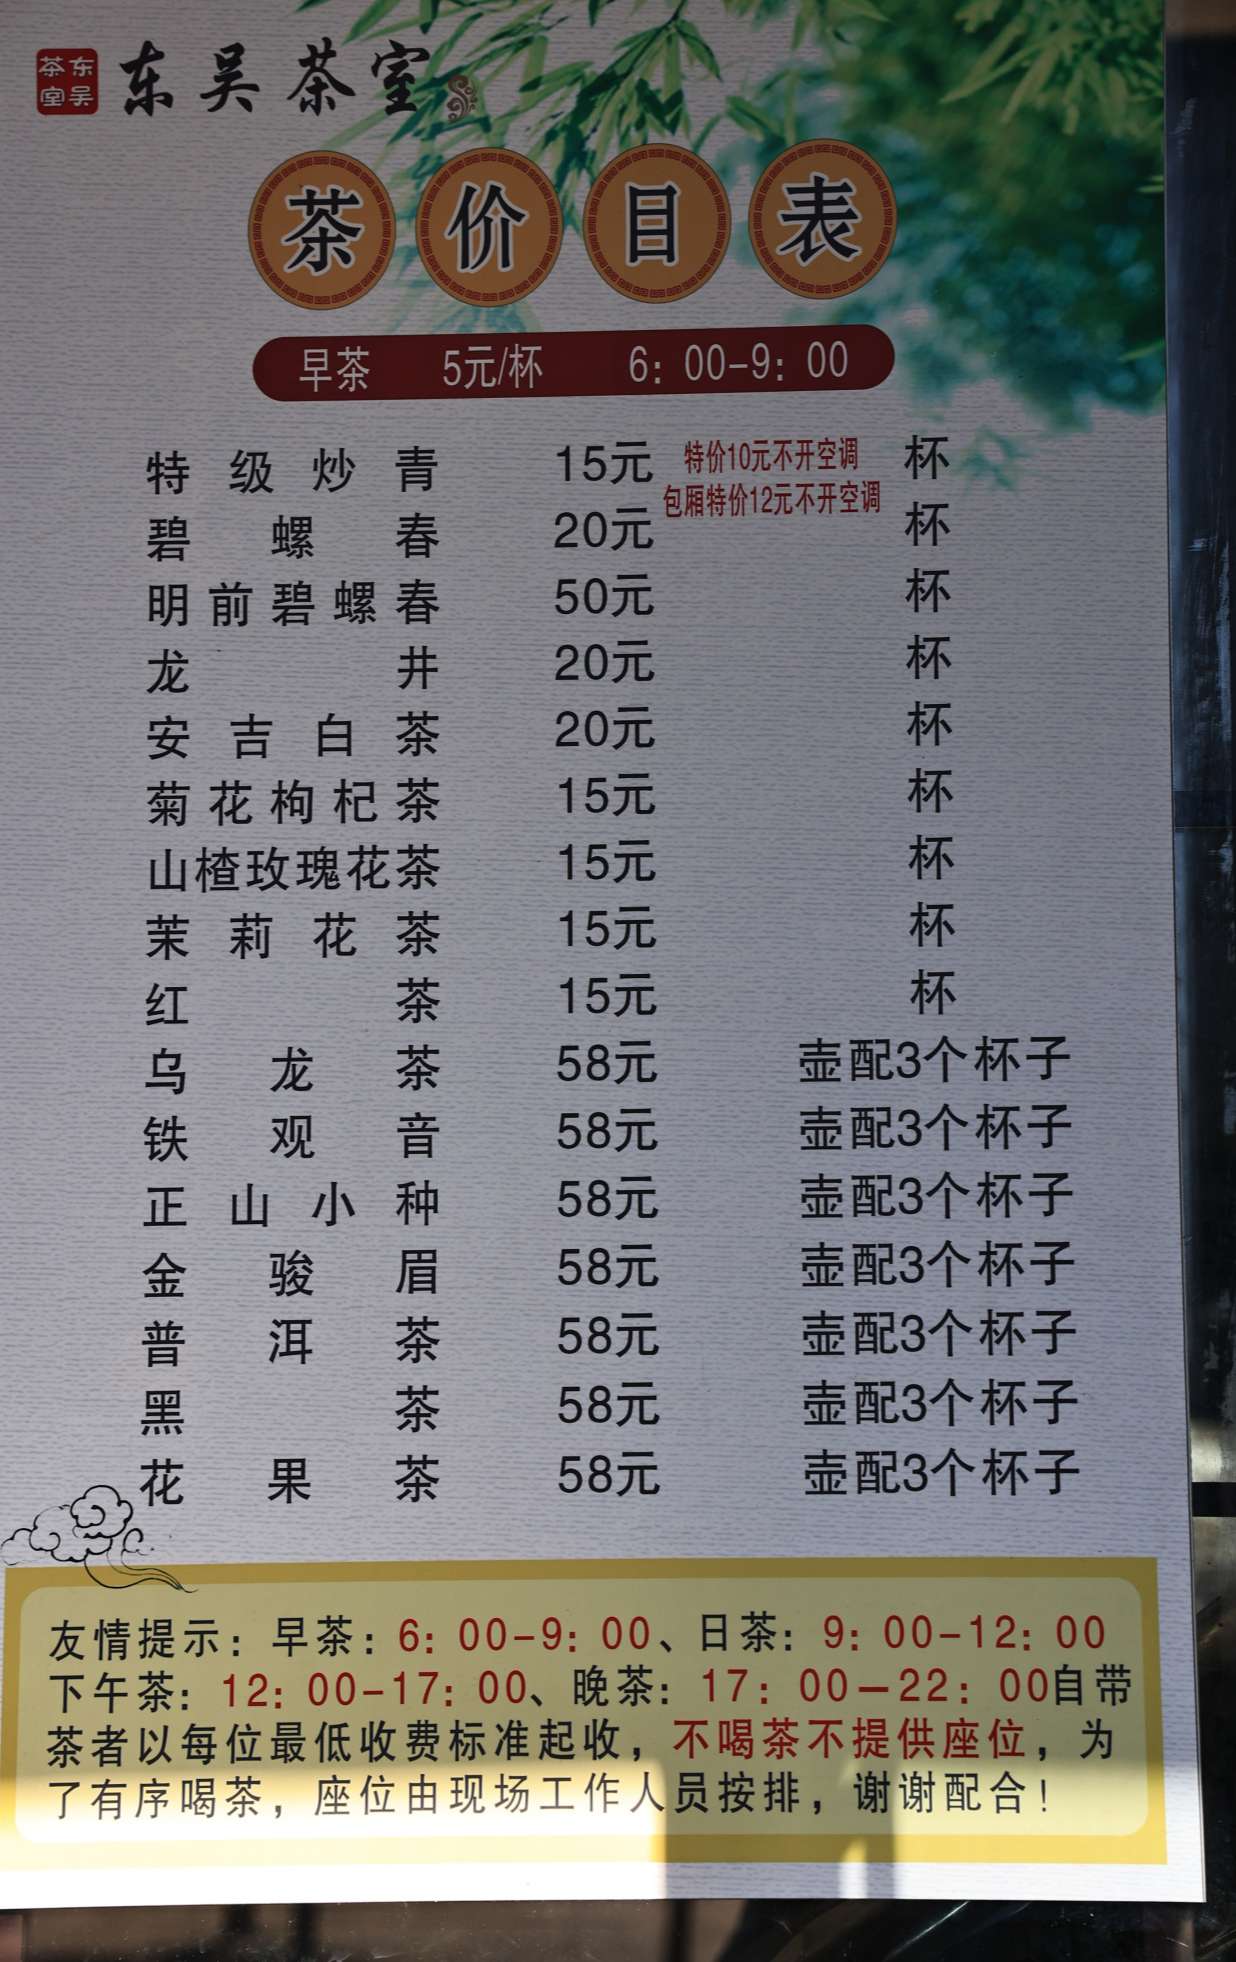 东吴茶室
东吴茶室
茶价目表
早茶 5元/杯 6：00-9：00
特级炒青 15元 特价10元不开空调 杯
包厢特价12元不开空调
碧螺春 20元 杯
明前碧螺春 50元 杯
龙井 20元 杯
安吉白茶 20元 杯
菊花枸杞茶 15元 杯
山楂玫瑰花茶 15元 杯
茉莉花茶 15元 杯
红茶 15元 杯
乌龙茶 58元 壶配3个杯子
铁观音 58元 壶配3个杯子
正山小种 58元 壶配3个杯子
金骏眉 58元 壶配3个杯子
普洱茶 58元 壶配3个杯子
黑茶 58元 壶配3个杯子
花果茶 58元 壶配3个杯子
友情提示：早茶：6：00-9：00、日茶：9：00-12：00
下午茶：12：00-17：00、晚茶：17：00—22：00自带
茶者以每位最低收费标准起收，不喝茶不提供座位，为
了有序喝茶，座位由现场工作人员按排，谢谢配合！